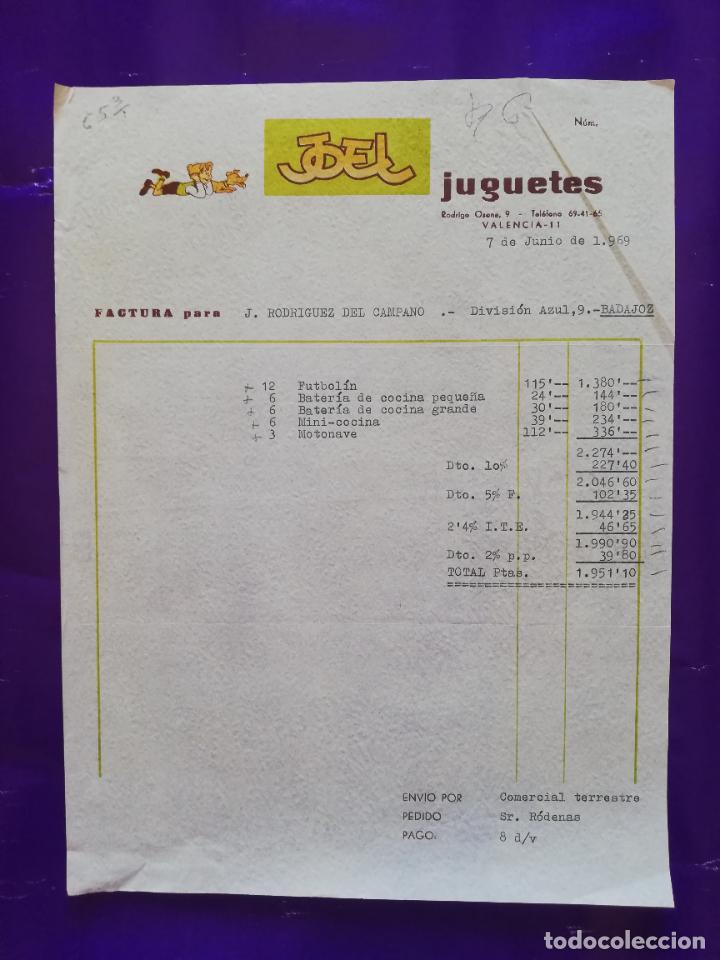 65
Núm.
JOEL
juguetes
Rodrigo Osona, 9 - Teléfono 69-41-65
VALENCIA-11
7 de Junio de 1.969
FACTURA para J. RODRIGUEZ DEL CAMPANO .- División Azul,9.-BADAJOZ
+ 12 Futbolín 115'-- 1.380'--
+ 6 Batería de cocina pequeña 24'-- 144'--
+ 6 Batería de cocina grande 30'-- 180'--
+ 6 Mini-cocina 39'-- 234'--
+ 3 Motonave 112'-- 336'--
2.274'--
Dto. 10% 227'40
2.046'60
Dto. 5% F. 102'35
1.944'25
2'4% I.T.E. 46'65
1.990'90
Dto. 2% p.p. 39'80
TOTAL Ptas. 1.951'10
ENVIO POR Comercial terrestre
PEDIDO Sr. Ródenas
PAGO: 8 d/v
todocoleccion
todocoleccion.net